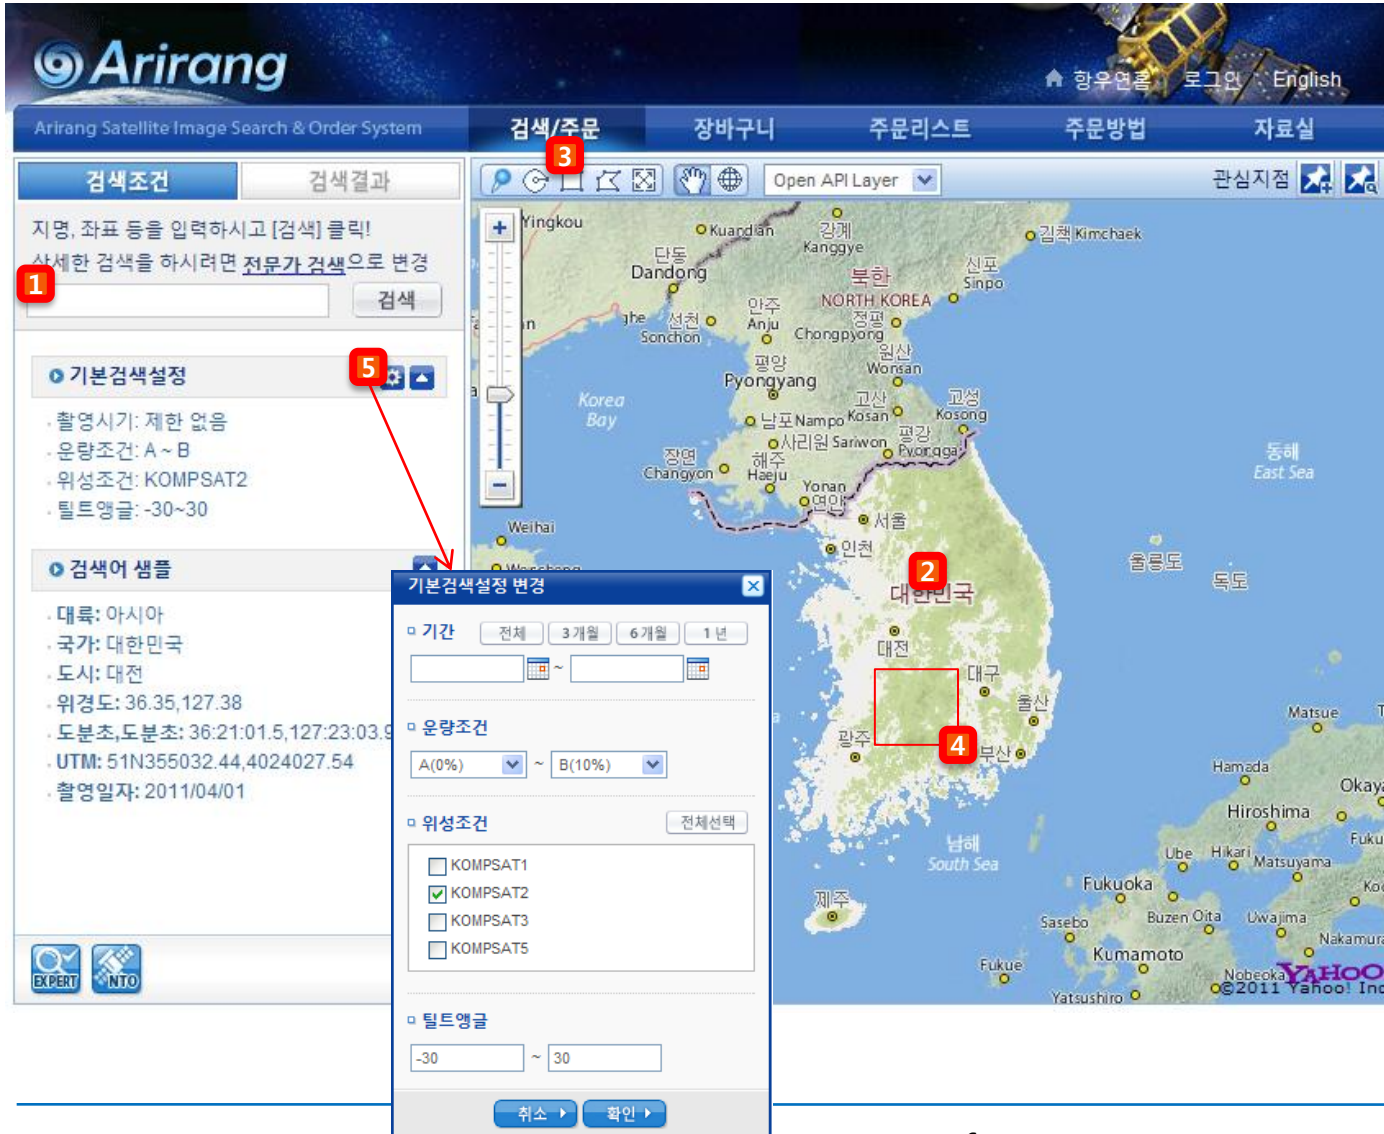 Arirang
항우연홈 로그인 English
Arirang Satellite Image Search & Order System
검색/주문 장바구니 주문리스트 주문방법 자료실
3
검색조건 검색결과
Open API Layer
관심지점
지명, 좌표 등을 입력하시고 [검색] 클릭!
상세한 검색을 하시려면 전문가 검색으로 변경
1
검색
기본검색설정
5
촬영시기: 제한 없음
운량조건: A ~ B
위성조건: KOMPSAT2
틸트앵글: -30~30
검색어 샘플
대륙: 아시아
국가: 대한민국
도시: 대전
위경도: 36.35,127.38
도분초,도분초: 36:21:01.5,127:23:03.9
UTM: 51N355032.44,4024027.54
촬영일자: 2011/04/01
EXPERT
NTO
기본검색설정 변경
기간 전체 3개월 6개월 1년
~
운량조건
A(0%) ~ B(10%)
위성조건 전체선택
KOMPSAT1
KOMPSAT2
KOMPSAT3
KOMPSAT5
틸트앵글
-30 ~ 30
취소 확인
Yingkou
Kuandian
강계
Kanggye
김책 Kimchaek
단동
Dandong
북한
NORTH KOREA
신포
Sinpo
안주
Anju
정평
Chongpyong
선천
Sonchon
원산
Wonsan
평양
Pyongyang
고산
Kosan
고성
Kosong
Korea
Bay
남포 Nampo
사리원 Sariwon
평강
Pyonggang
장연
Changyon
해주
Haeju
Yonan
연안
동해
East Sea
Weihai
서울
인천
2
대한민국
울릉도
독도
대전
대구
울산
광주
4
부산
Matsue
Hamada
Hiroshima
남해
South Sea
Ube
Hikari
Matsuyama
제주
Fukuoka
Sasebo
Buzen
Oita
Uwajima
Kumamoto
Nakamura
Fukue
Nobeoka
YAHOO
Yatsushiro
©2011 Yahoo! Inc